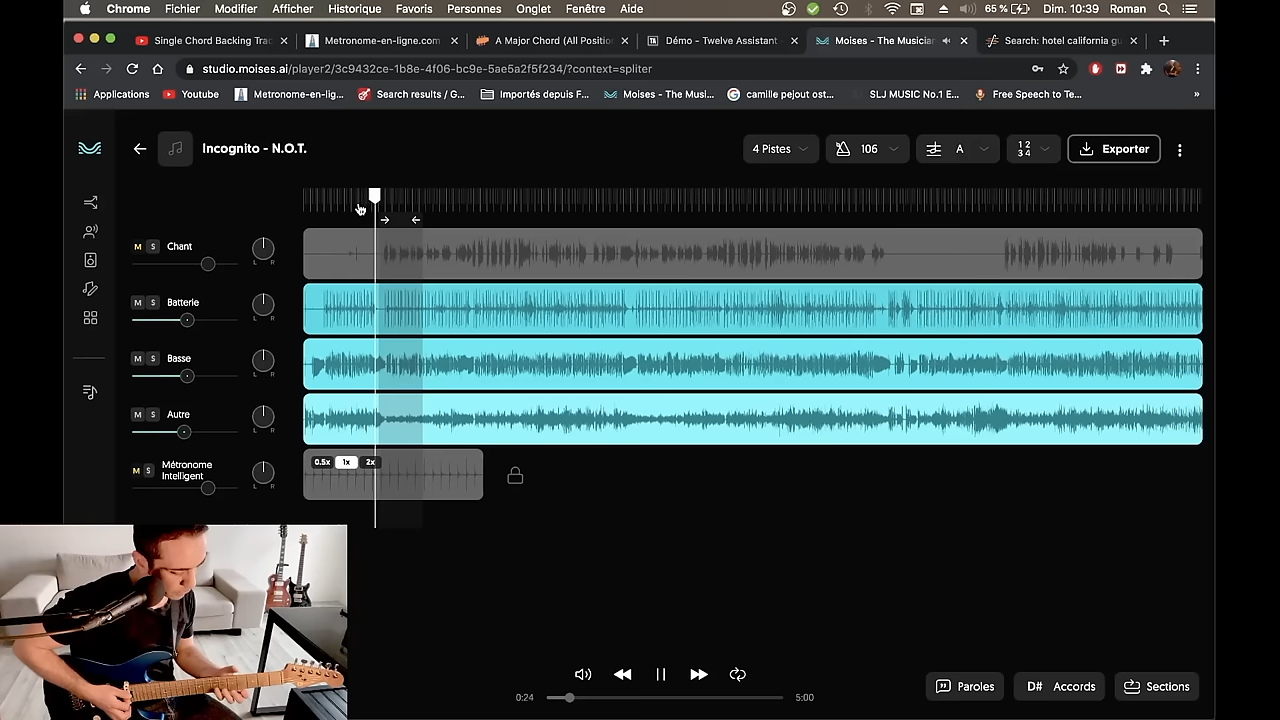 Chrome Fichier Modifier Afficher Historique Favoris Personnes Onglet Fenêtre Aide 65 % Dim. 10:39 Roman
Single Chord Backing Trac Metronome-en-ligne.com A Major Chord (All Positio Démo - Twelve Assistant Moises - The Musician Search: hotel california gu
studio.moises.ai/player2/3c9432ce-1b8e-4f06-bc9e-5ae5a2f5f234/?context=spliter
Applications Youtube Metronome-en-lig... Search results / G... Importés depuis F... Moises - The Musi... camille pejout ost... SLJ MUSIC No.1 E... Free Speech to Te... »
Incognito - N.O.T. 4 Pistes 106 A 12 34 Exporter
M S Chant L R
M S Batterie L R
M S Basse L R
M S Autre L R
M S Métronome Intelligent L R 0.5x 1x 2x
0:24 5:00 Paroles D# Accords Sections